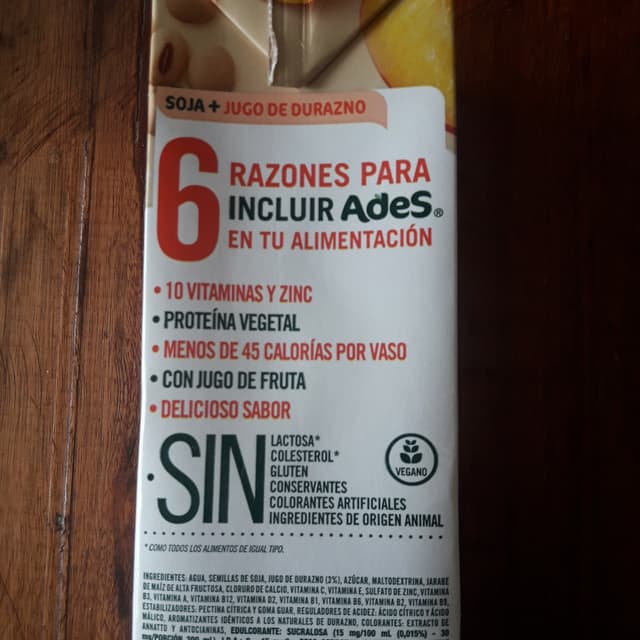 SOJA + JUGO DE DURAZNO
6 RAZONES PARA
INCLUIR AdeS®
EN TU ALIMENTACIÓN
• 10 VITAMINAS Y ZINC
• PROTEÍNA VEGETAL
• MENOS DE 45 CALORÍAS POR VASO
• CON JUGO DE FRUTA
• DELICIOSO SABOR
• SIN
LACTOSA*
COLESTEROL*
GLUTEN
CONSERVANTES
COLORANTES ARTIFICIALES
INGREDIENTES DE ORIGEN ANIMAL
VEGANO
* COMO TODOS LOS ALIMENTOS DE IGUAL TIPO.
INGREDIENTES: AGUA, SEMILLAS DE SOJA, JUGO DE DURAZNO (3%), AZÚCAR, MALTODEXTRINA, JARABE
DE MAÍZ DE ALTA FRUCTOSA, CLORURO DE CALCIO, VITAMINA C, VITAMINA E, SULFATO DE ZINC, VITAMINA
B3, VITAMINA A, VITAMINA B12, VITAMINA D2, VITAMINA B1, VITAMINA B6, VITAMINA B2, VITAMINA B9,
ESTABILIZADORES: PECTINA CÍTRICA Y GOMA GUAR, REGULADORES DE ACIDEZ: ÁCIDO CÍTRICO Y ÁCIDO
MÁLICO, AROMATIZANTES IDÉNTICOS A LOS NATURALES DE DURAZNO, COLORANTES: EXTRACTO DE
ANNATTO Y ANTOCIANINAS, EDULCORANTE: SUCRALOSA (15 mg/100 ml (0,015%) - 30